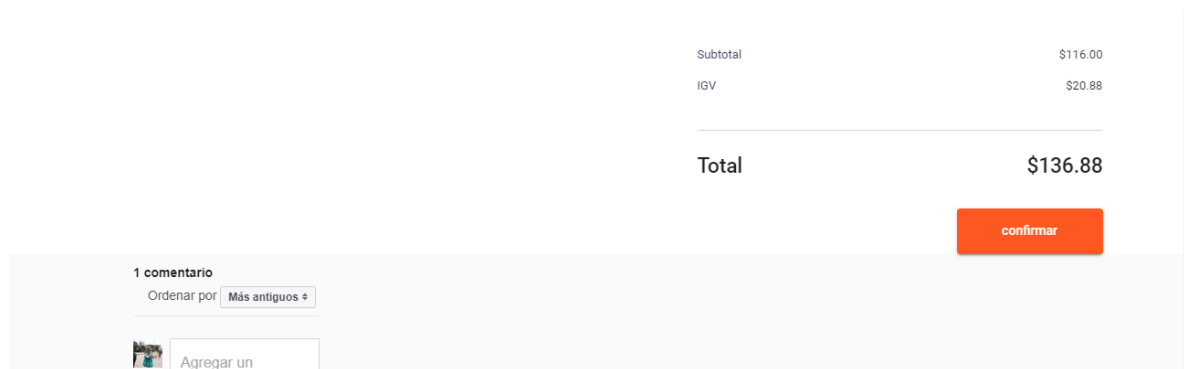 Subtotal $116.00
IGV $20.88
Total $136.88
confirmar
1 comentario
Ordenar por Más antiguos
Agregar un